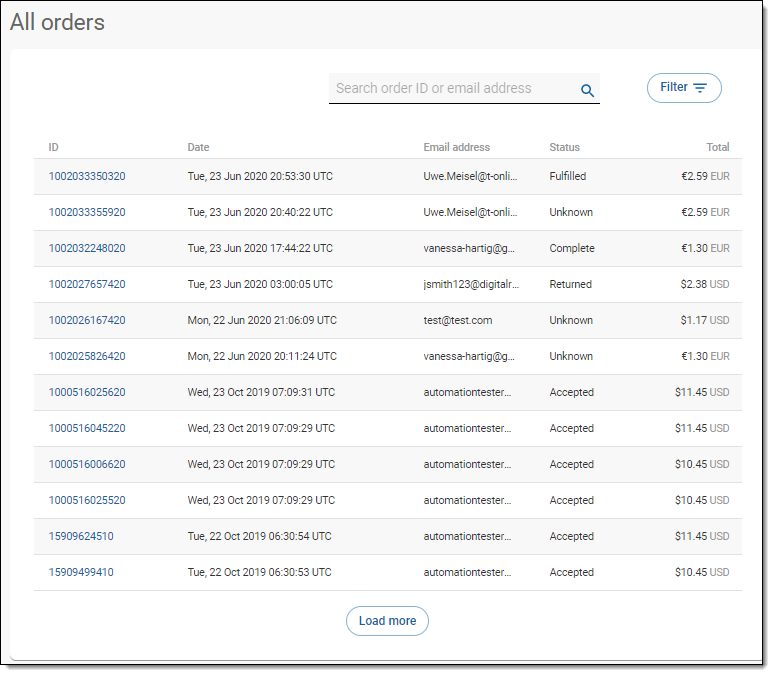 All orders
Search order ID or email address
Filter
ID Date Email address Status Total
1002033350320 Tue, 23 Jun 2020 20:53:30 UTC Uwe.Meisel@t-onli... Fulfilled €2.59 EUR
1002033355920 Tue, 23 Jun 2020 20:40:22 UTC Uwe.Meisel@t-onli... Unknown €2.59 EUR
1002032248020 Tue, 23 Jun 2020 17:44:22 UTC vanessa-hartig@g... Complete €1.30 EUR
1002027657420 Tue, 23 Jun 2020 03:00:05 UTC jsmith123@digitalr... Returned $2.38 USD
1002026167420 Mon, 22 Jun 2020 21:06:09 UTC test@test.com Unknown $1.17 USD
1002025826420 Mon, 22 Jun 2020 20:11:24 UTC vanessa-hartig@g... Unknown €1.30 EUR
1000516025620 Wed, 23 Oct 2019 07:09:31 UTC automationtester... Accepted $11.45 USD
1000516045220 Wed, 23 Oct 2019 07:09:29 UTC automationtester... Accepted $11.45 USD
1000516006620 Wed, 23 Oct 2019 07:09:29 UTC automationtester... Accepted $10.45 USD
1000516025520 Wed, 23 Oct 2019 07:09:29 UTC automationtester... Accepted $10.45 USD
15909624510 Tue, 22 Oct 2019 06:30:54 UTC automationtester... Accepted $11.45 USD
15909499410 Tue, 22 Oct 2019 06:30:53 UTC automationtester... Accepted $10.45 USD
Load more